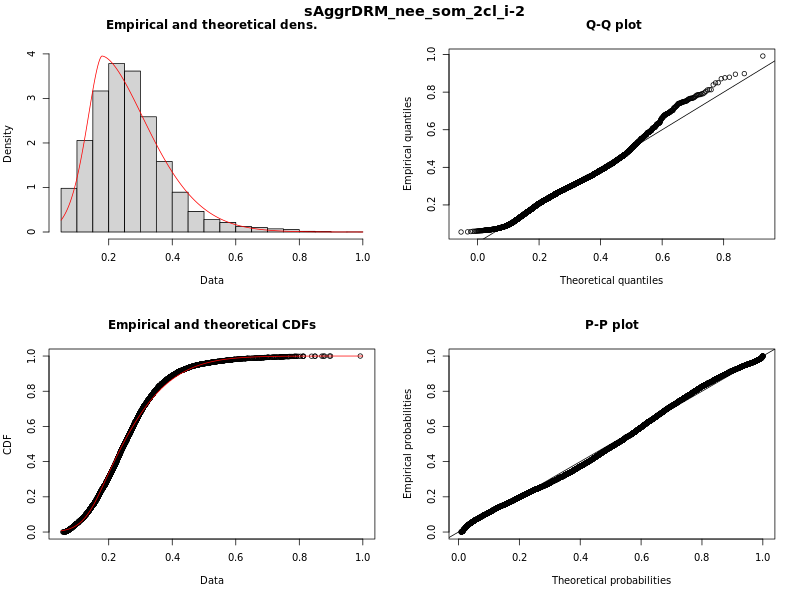 sAggrDRM_nee_som_2cl_i-2
Empirical and theoretical dens.
Density
0 1 2 3 4
0.2 0.4 0.6 0.8 1.0
Data
Q-Q plot
Empirical quantiles
0.2 0.4 0.6 0.8 1.0
0.0 0.2 0.4 0.6 0.8
Theoretical quantiles
Empirical and theoretical CDFs
CDF
0.0 0.2 0.4 0.6 0.8 1.0
0.2 0.4 0.6 0.8 1.0
Data
P-P plot
Empirical probabilities
0.0 0.2 0.4 0.6 0.8 1.0
0.0 0.2 0.4 0.6 0.8 1.0
Theoretical probabilities